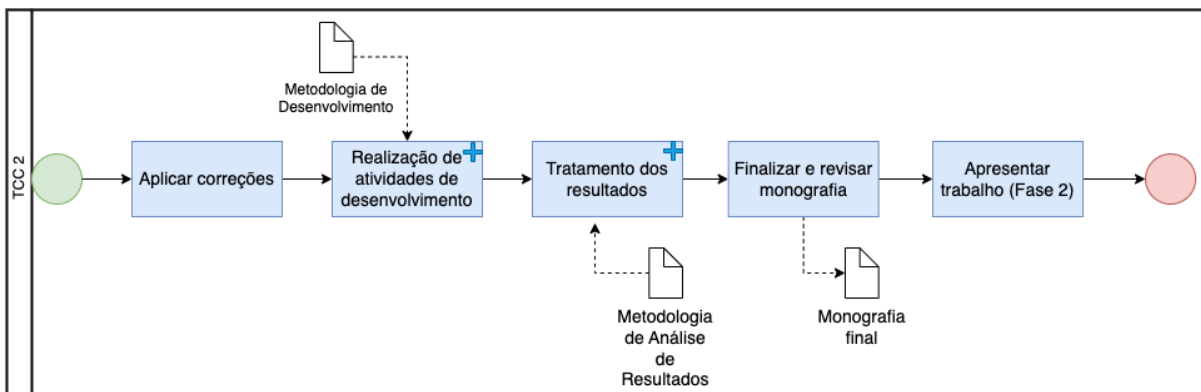 TCC 2
Metodologia de
Desenvolvimento
Aplicar correções
Realização de
atividades de
desenvolvimento
Tratamento dos
resultados
Finalizar e revisar
monografia
Apresentar
trabalho (Fase 2)
Metodologia
de Análise
de
Resultados
Monografia
final